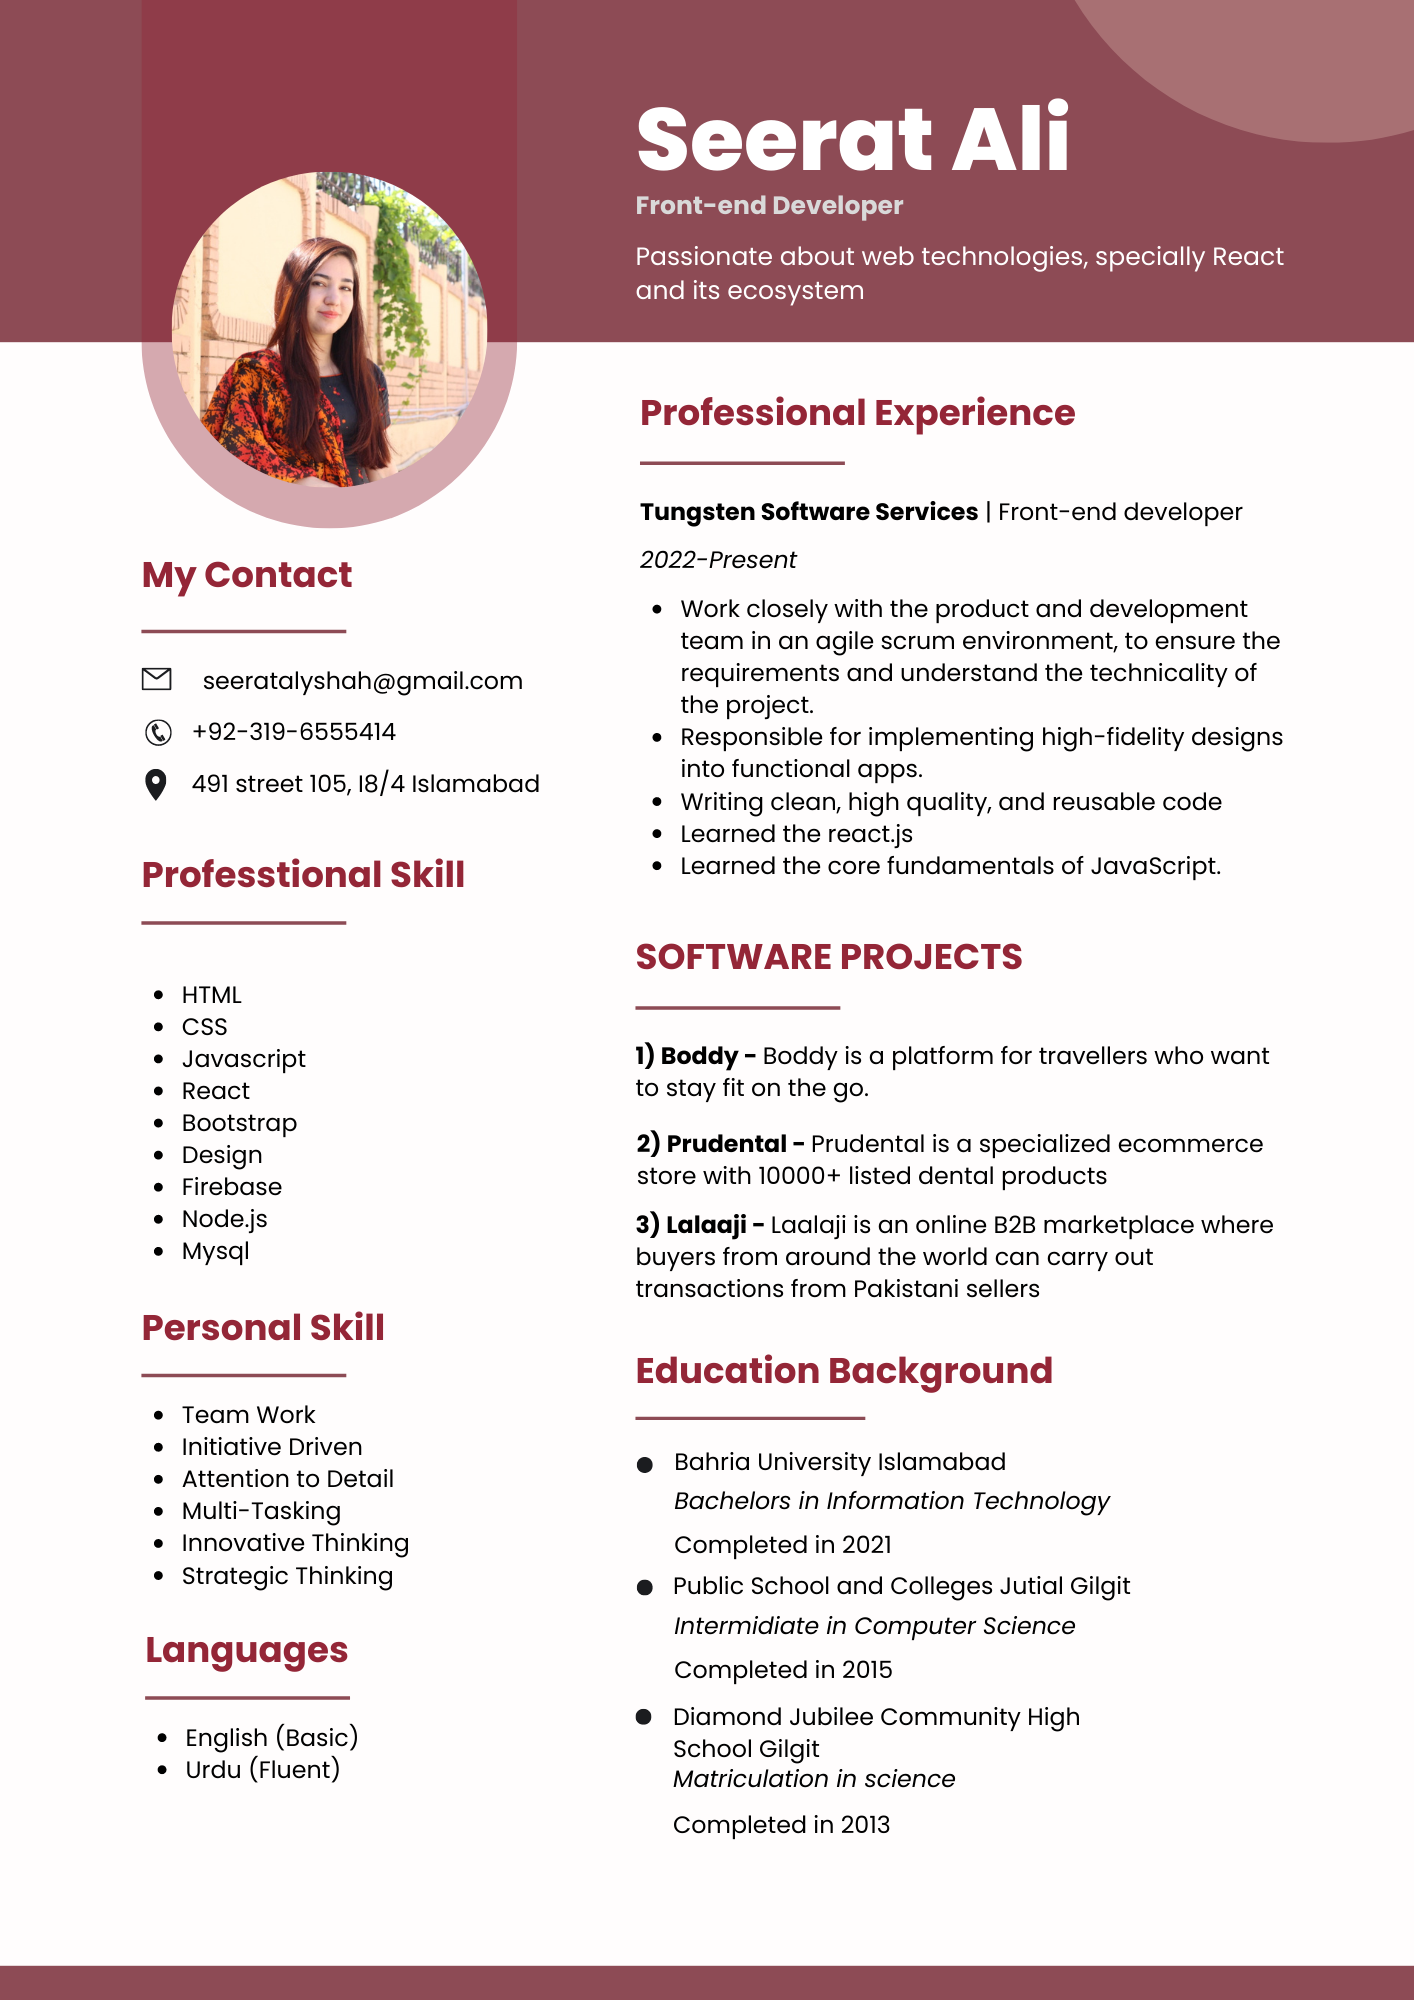 Seerat Ali
Front-end Developer
Passionate about web technologies, specially React
and its ecosystem
My Contact
seeratalyshah@gmail.com
+92-319-6555414
491 street 105, I8/4 Islamabad
Professtional Skill
• HTML
• CSS
• Javascript
• React
• Bootstrap
• Design
• Firebase
• Node.js
• Mysql
Personal Skill
• Team Work
• Initiative Driven
• Attention to Detail
• Multi-Tasking
• Innovative Thinking
• Strategic Thinking
Languages
• English (Basic)
• Urdu (Fluent)
Professional Experience
Tungsten Software Services | Front-end developer
2022-Present
• Work closely with the product and development
team in an agile scrum environment, to ensure the
requirements and understand the technicality of
the project.
• Responsible for implementing high-fidelity designs
into functional apps.
• Writing clean, high quality, and reusable code
• Learned the react.js
• Learned the core fundamentals of JavaScript.
SOFTWARE PROJECTS
1) Boddy - Boddy is a platform for travellers who want
to stay fit on the go.
2) Prudental - Prudental is a specialized ecommerce
store with 10000+ listed dental products
3) Lalaaji - Laalaji is an online B2B marketplace where
buyers from around the world can carry out
transactions from Pakistani sellers
Education Background
• Bahria University Islamabad
Bachelors in Information Technology
Completed in 2021
• Public School and Colleges Jutial Gilgit
Intermidiate in Computer Science
Completed in 2015
• Diamond Jubilee Community High
School Gilgit
Matriculation in science
Completed in 2013